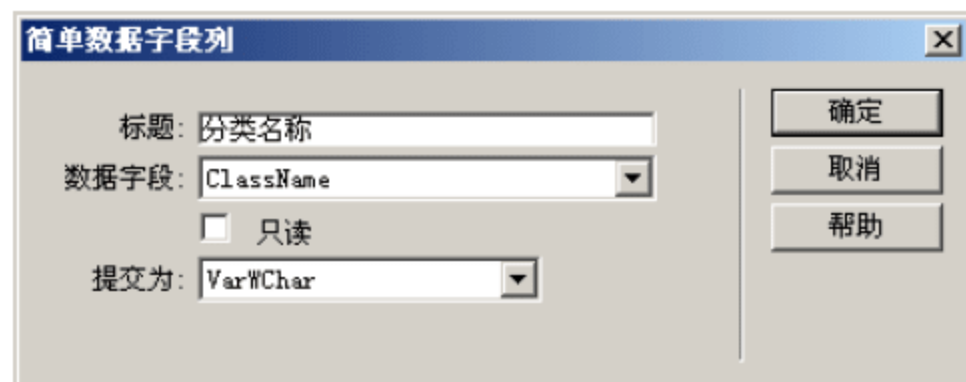 简单数据字段列
标题: 分类名称
确定
数据字段: ClassName
取消
只读
帮助
提交为: VarWChar